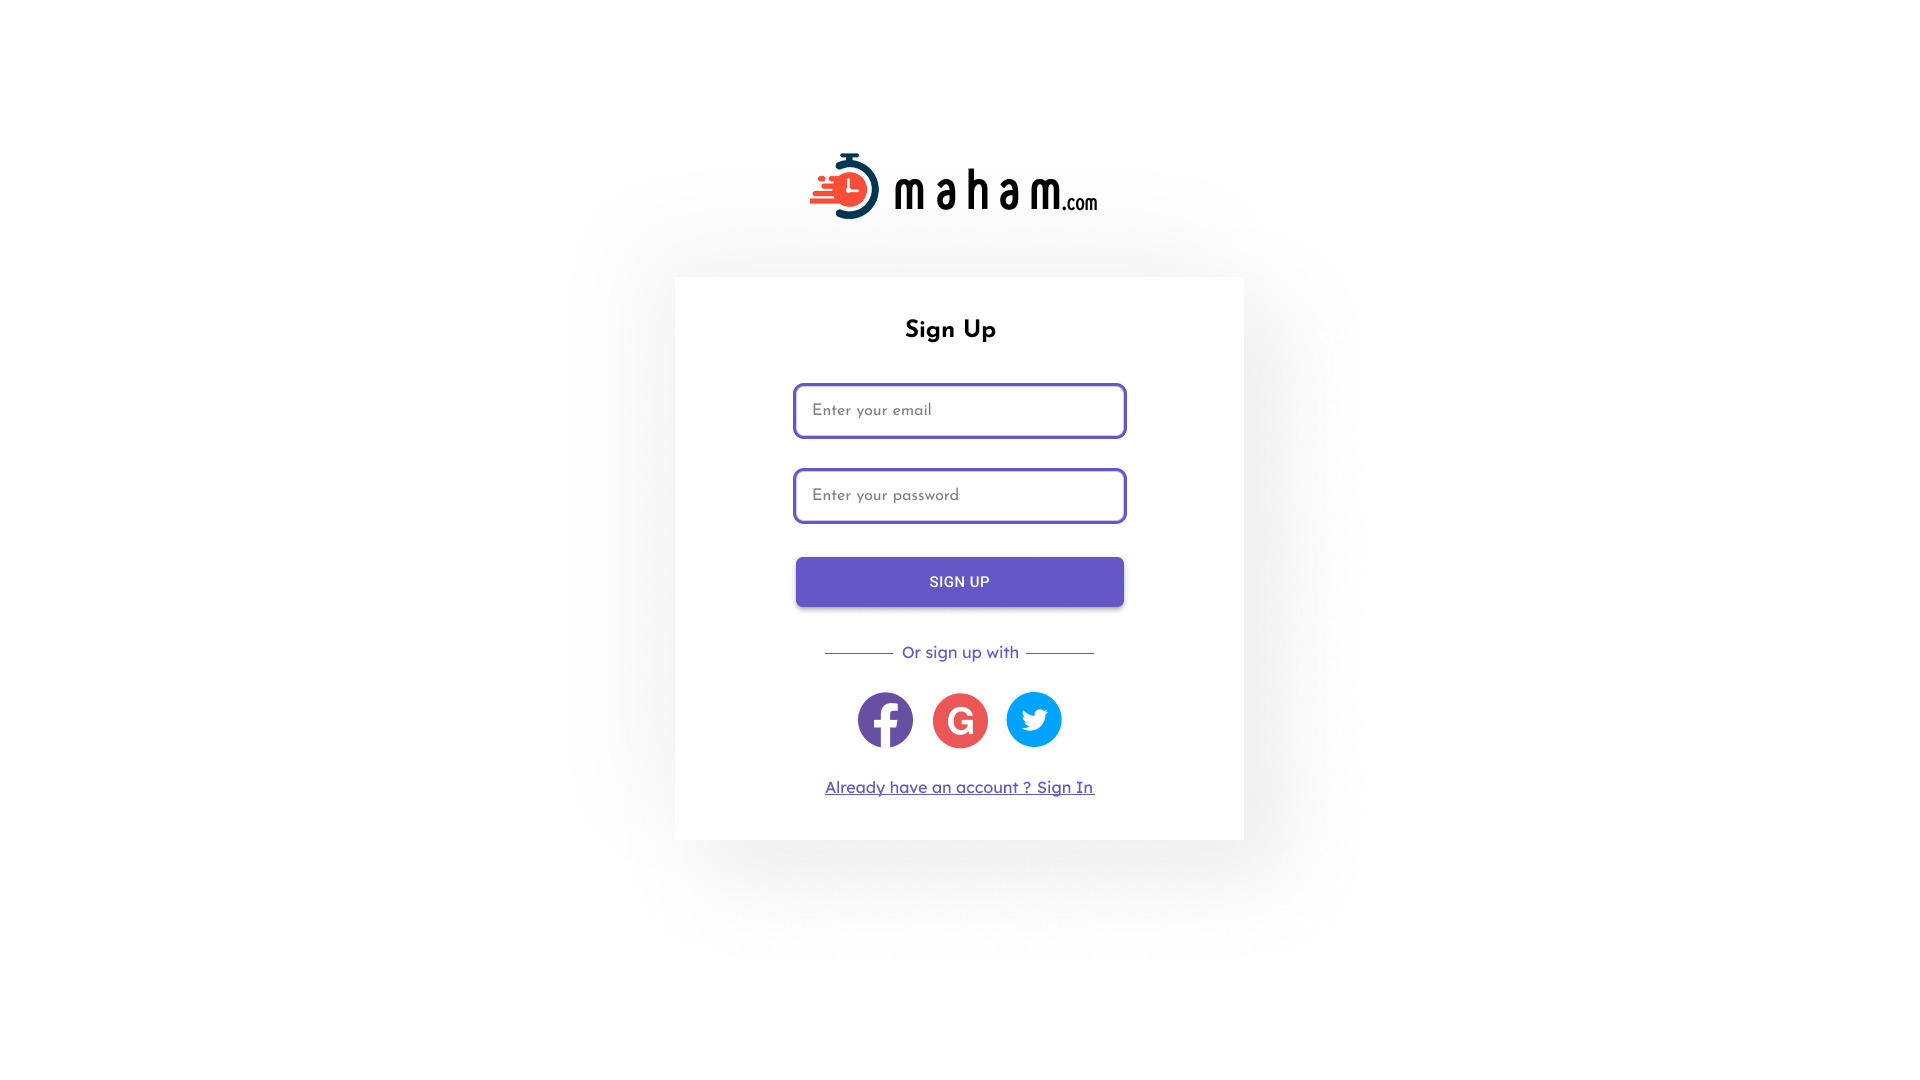 maham.com
Sign Up
Enter your email
Enter your password
SIGN UP
Or sign up with
G
Already have an account ? Sign In